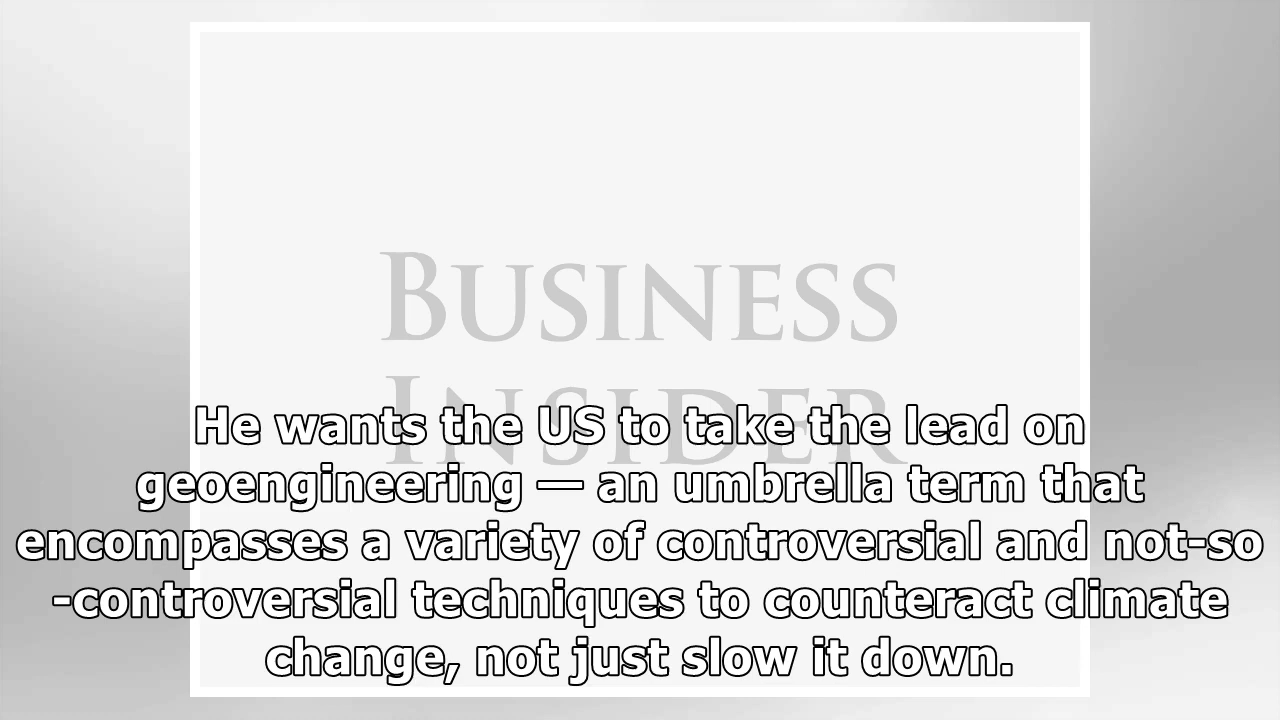 BUSINESS
INSIDER
He wants the US to take the lead on
geoengineering — an umbrella term that
encompasses a variety of controversial and not-so
-controversial techniques to counteract climate
change, not just slow it down.